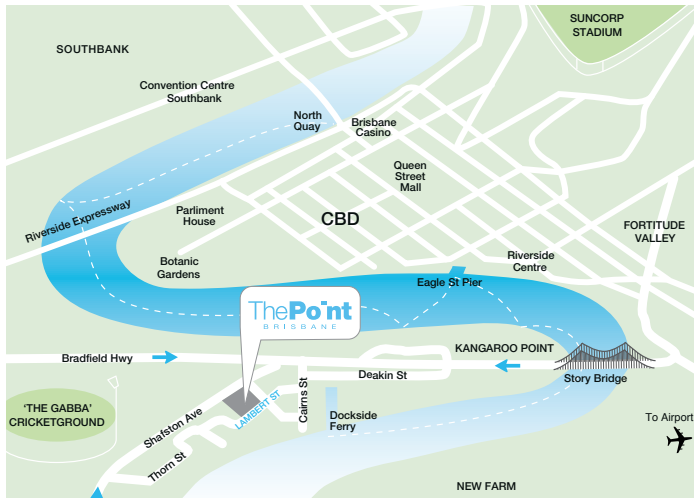 SUNCORP
STADIUM
SOUTHBANK
Convention Centre
Southbank
North
Quay
Brisbane
Casino
Queen
Street
Mall
Riverside Expressway
Parliment
House
CBD
FORTITUDE
VALLEY
Botanic
Gardens
Riverside
Centre
Eagle St Pier
ThePoint
BRISBANE
KANGAROO POINT
Bradfield Hwy
Deakin St
Story Bridge
'THE GABBA'
CRICKETGROUND
Shafston Ave
LAMBERT ST
Cairns St
Dockside
Ferry
To Airport
Thorn St
NEW FARM